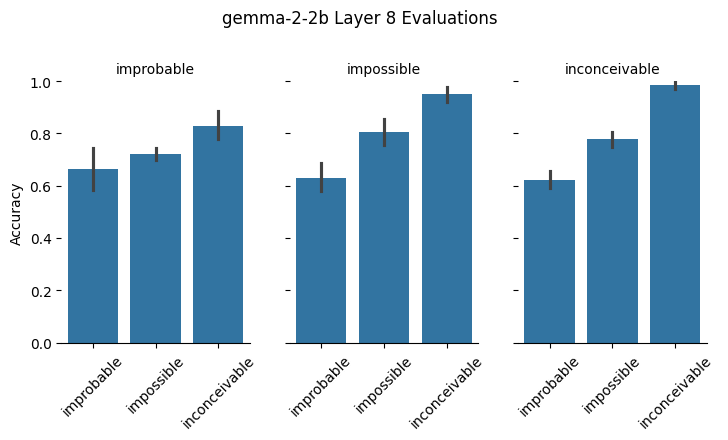 gemma-2-2b Layer 8 Evaluations
improbable
impossible
inconceivable
Accuracy
1.0
0.8
0.6
0.4
0.2
0.0
improbable
impossible
inconceivable
improbable
impossible
inconceivable
improbable
impossible
inconceivable